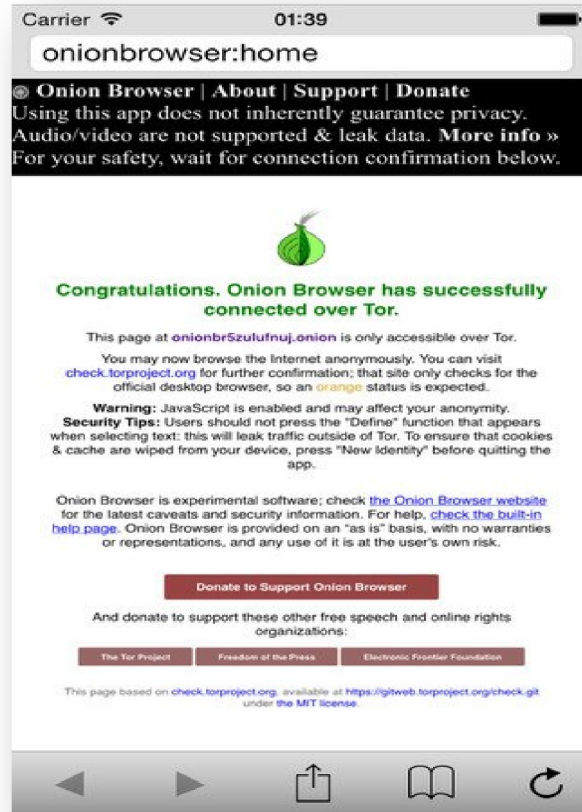 Carrier 01:39
onionbrowser:home
Onion Browser | About | Support | Donate
Using this app does not inherently guarantee privacy.
Audio/video are not supported & leak data. More info »
For your safety, wait for connection confirmation below.
Congratulations. Onion Browser has successfully
connected over Tor.
This page at onionbr5zulufnuj.onion is only accessible over Tor.
You may now browse the Internet anonymously. You can visit
check.torproject.org for further confirmation; that site only checks for the
official desktop browser, so an orange status is expected.
Warning: JavaScript is enabled and may affect your anonymity.
Security Tips: Users should not press the "Define" function that appears
when selecting text: this will leak traffic outside of Tor. To ensure that cookies
& cache are wiped from your device, press "New Identity" before quitting the
app.
Onion Browser is experimental software; check the Onion Browser website
for the latest caveats and security information. For help, check the built-in
help page. Onion Browser is provided on an "as is" basis, with no warranties
or representations, and any use of it is at the user's own risk.
Donate to Support Onion Browser
And donate to support these other free speech and online rights
organizations:
The Tor Project Freedom of the Press Electronic Frontier Foundation
This page based on check.torproject.org, available at https://gitweb.torproject.org/check.git
under the MIT license.